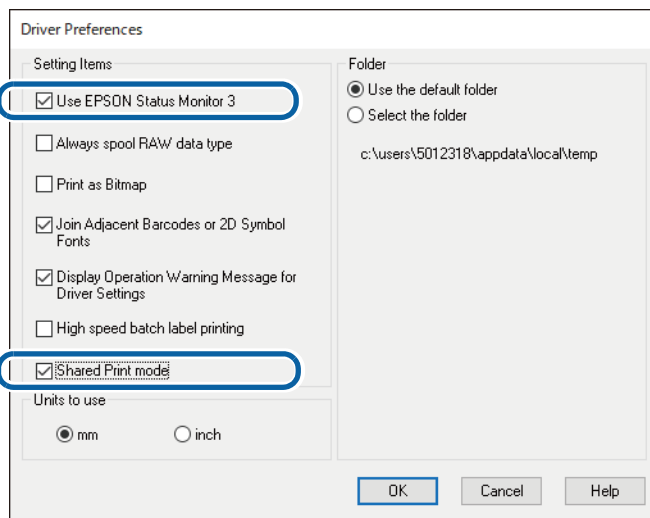 Driver Preferences
Setting Items
Use EPSON Status Monitor 3
Always spool RAW data type
Print as Bitmap
Join Adjacent Barcodes or 2D Symbol
Fonts
Display Operation Warning Message for
Driver Settings
High speed batch label printing
Shared Print mode
Units to use
mm
inch
Folder
Use the default folder
Select the folder
c:\users\5012318\appdata\local\temp
OK
Cancel
Help